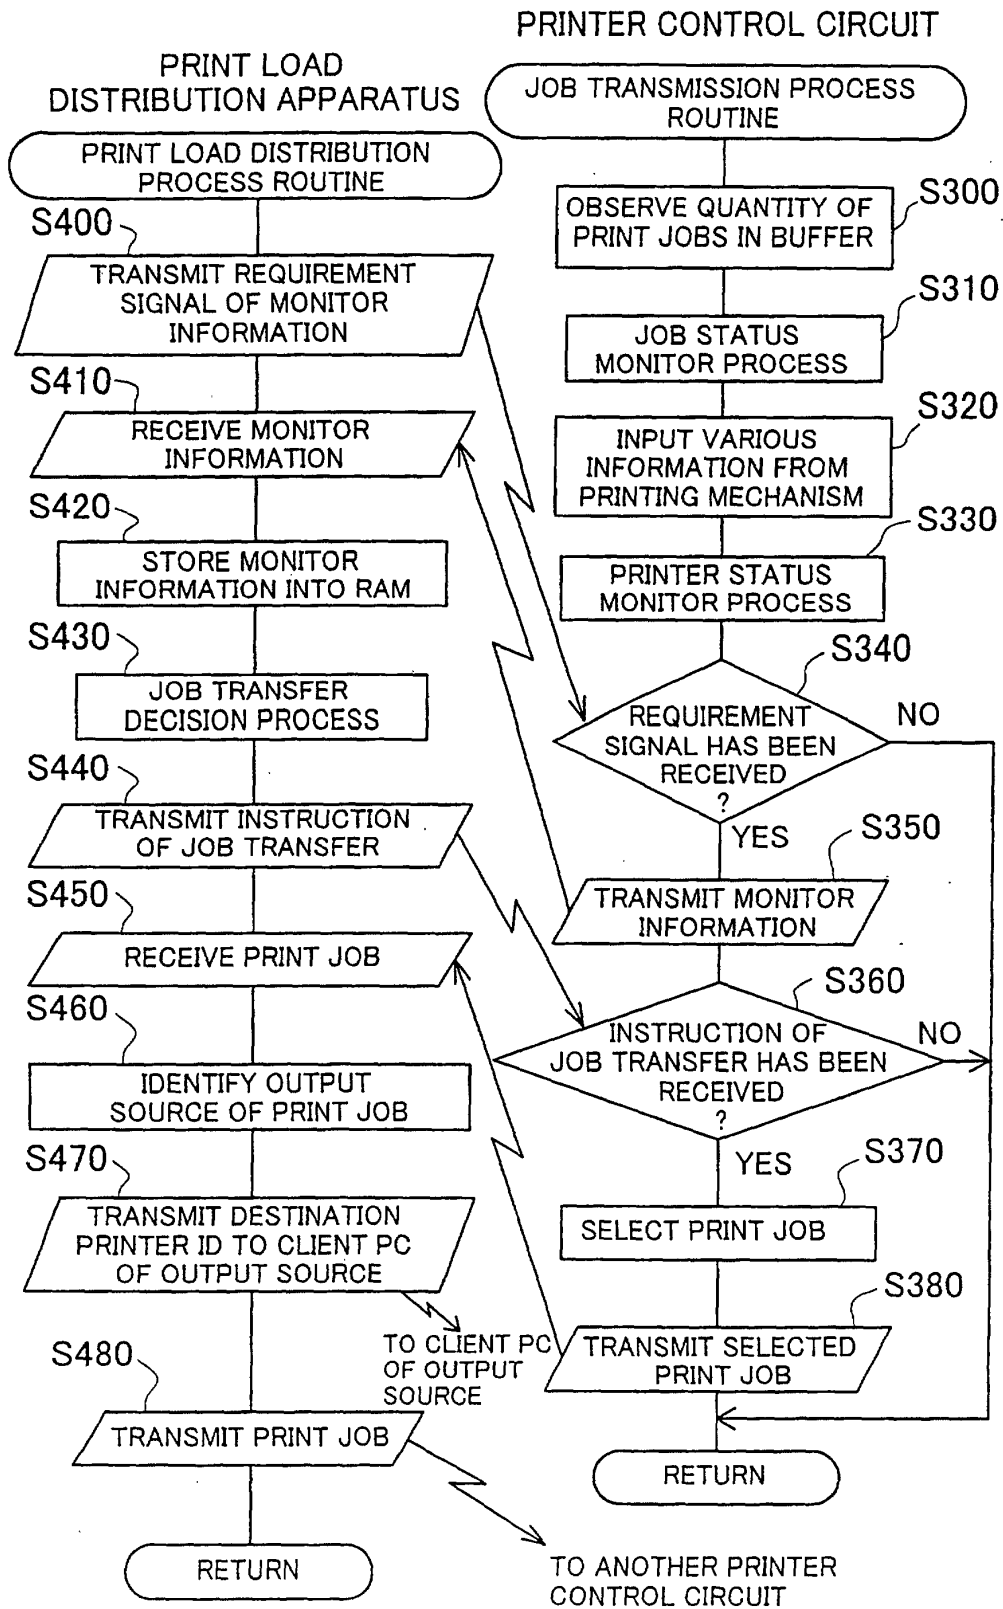 PRINT LOAD
DISTRIBUTION APPARATUS
PRINT LOAD DISTRIBUTION
PROCESS ROUTINE
S400
TRANSMIT REQUIREMENT
SIGNAL OF MONITOR
INFORMATION
S410
RECEIVE MONITOR
INFORMATION
S420
STORE MONITOR
INFORMATION INTO RAM
S430
JOB TRANSFER
DECISION PROCESS
S440
TRANSMIT INSTRUCTION
OF JOB TRANSFER
S450
RECEIVE PRINT JOB
S460
IDENTIFY OUTPUT
SOURCE OF PRINT JOB
S470
TRANSMIT DESTINATION
PRINTER ID TO CLIENT PC
OF OUTPUT SOURCE
TO CLIENT PC
OF OUTPUT
SOURCE
S480
TRANSMIT PRINT JOB
RETURN
TO ANOTHER PRINTER
CONTROL CIRCUIT
PRINTER CONTROL CIRCUIT
JOB TRANSMISSION PROCESS
ROUTINE
S300
OBSERVE QUANTITY OF
PRINT JOBS IN BUFFER
S310
JOB STATUS
MONITOR PROCESS
S320
INPUT VARIOUS
INFORMATION FROM
PRINTING MECHANISM
S330
PRINTER STATUS
MONITOR PROCESS
S340
REQUIREMENT
SIGNAL HAS BEEN
RECEIVED
?
NO
YES
S350
TRANSMIT MONITOR
INFORMATION
S360
INSTRUCTION OF
JOB TRANSFER HAS BEEN
RECEIVED
?
NO
YES
S370
SELECT PRINT JOB
S380
TRANSMIT SELECTED
PRINT JOB
RETURN